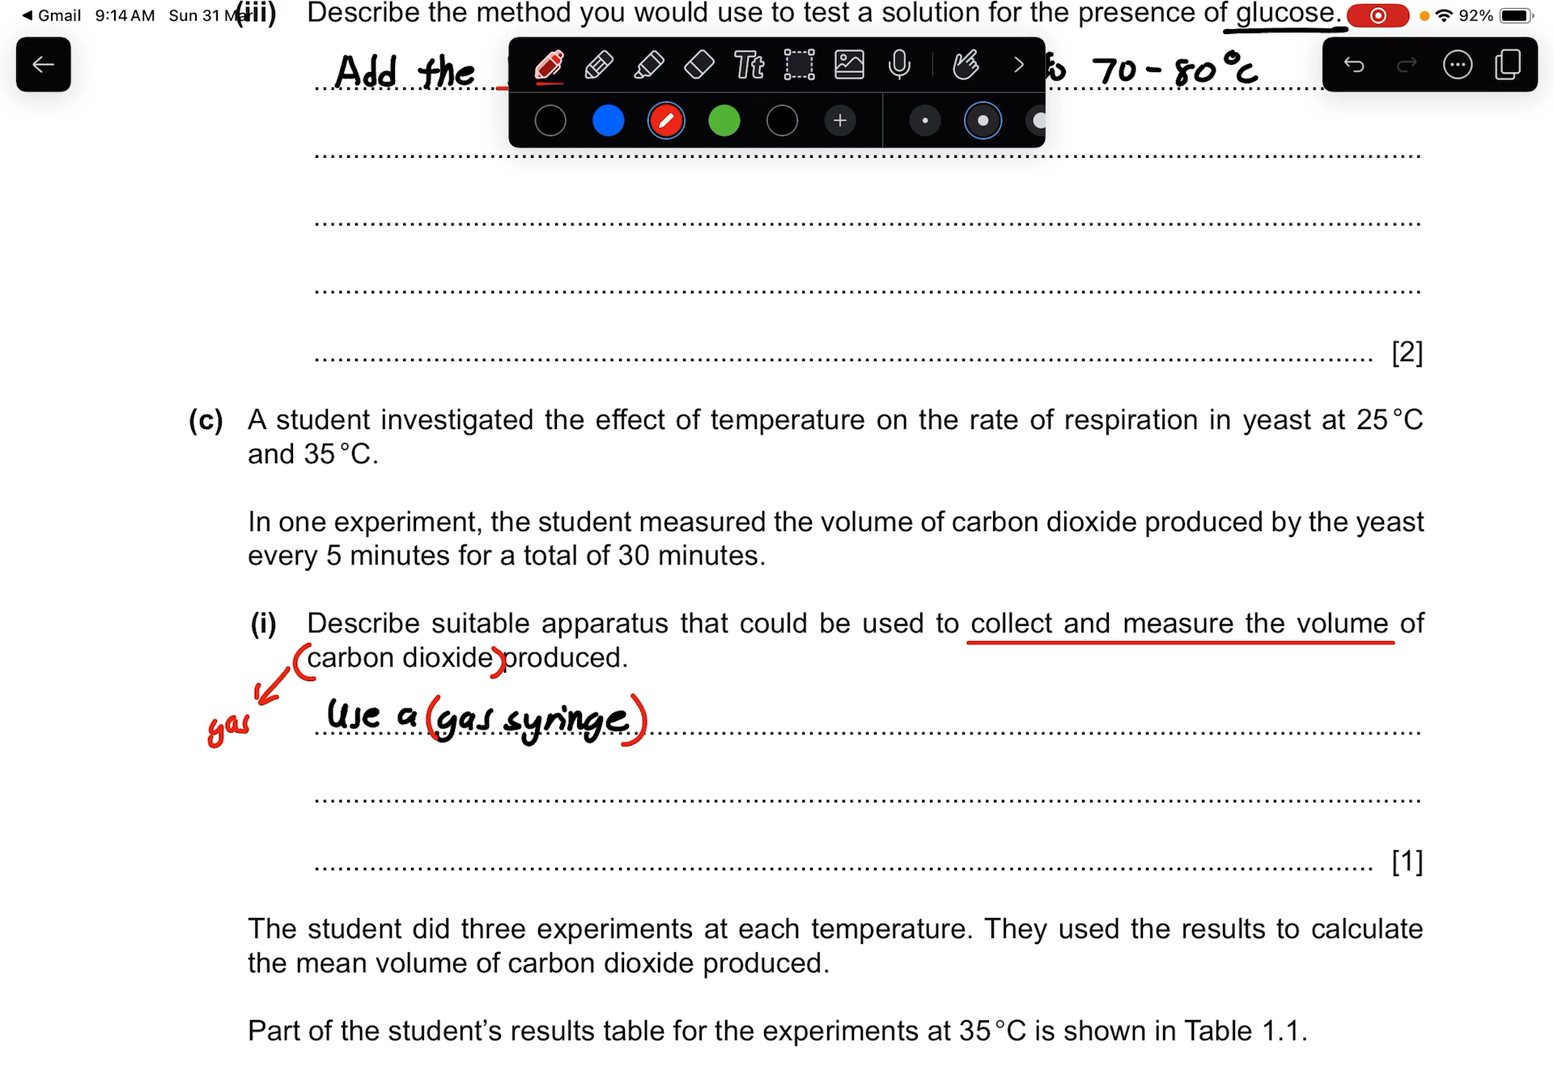 ◀ Gmail 9:14 AM Sun 31 Mar 92%
(iii) Describe the method you would use to test a solution for the presence of glucose.
Add the 70-80°c
Tt
[2]
(c) A student investigated the effect of temperature on the rate of respiration in yeast at 25 °C
and 35 °C.
In one experiment, the student measured the volume of carbon dioxide produced by the yeast
every 5 minutes for a total of 30 minutes.
(i) Describe suitable apparatus that could be used to collect and measure the volume of
(carbon dioxide) produced.
gas
Use a (gas syringe)
[1]
The student did three experiments at each temperature. They used the results to calculate
the mean volume of carbon dioxide produced.
Part of the student's results table for the experiments at 35 °C is shown in Table 1.1.